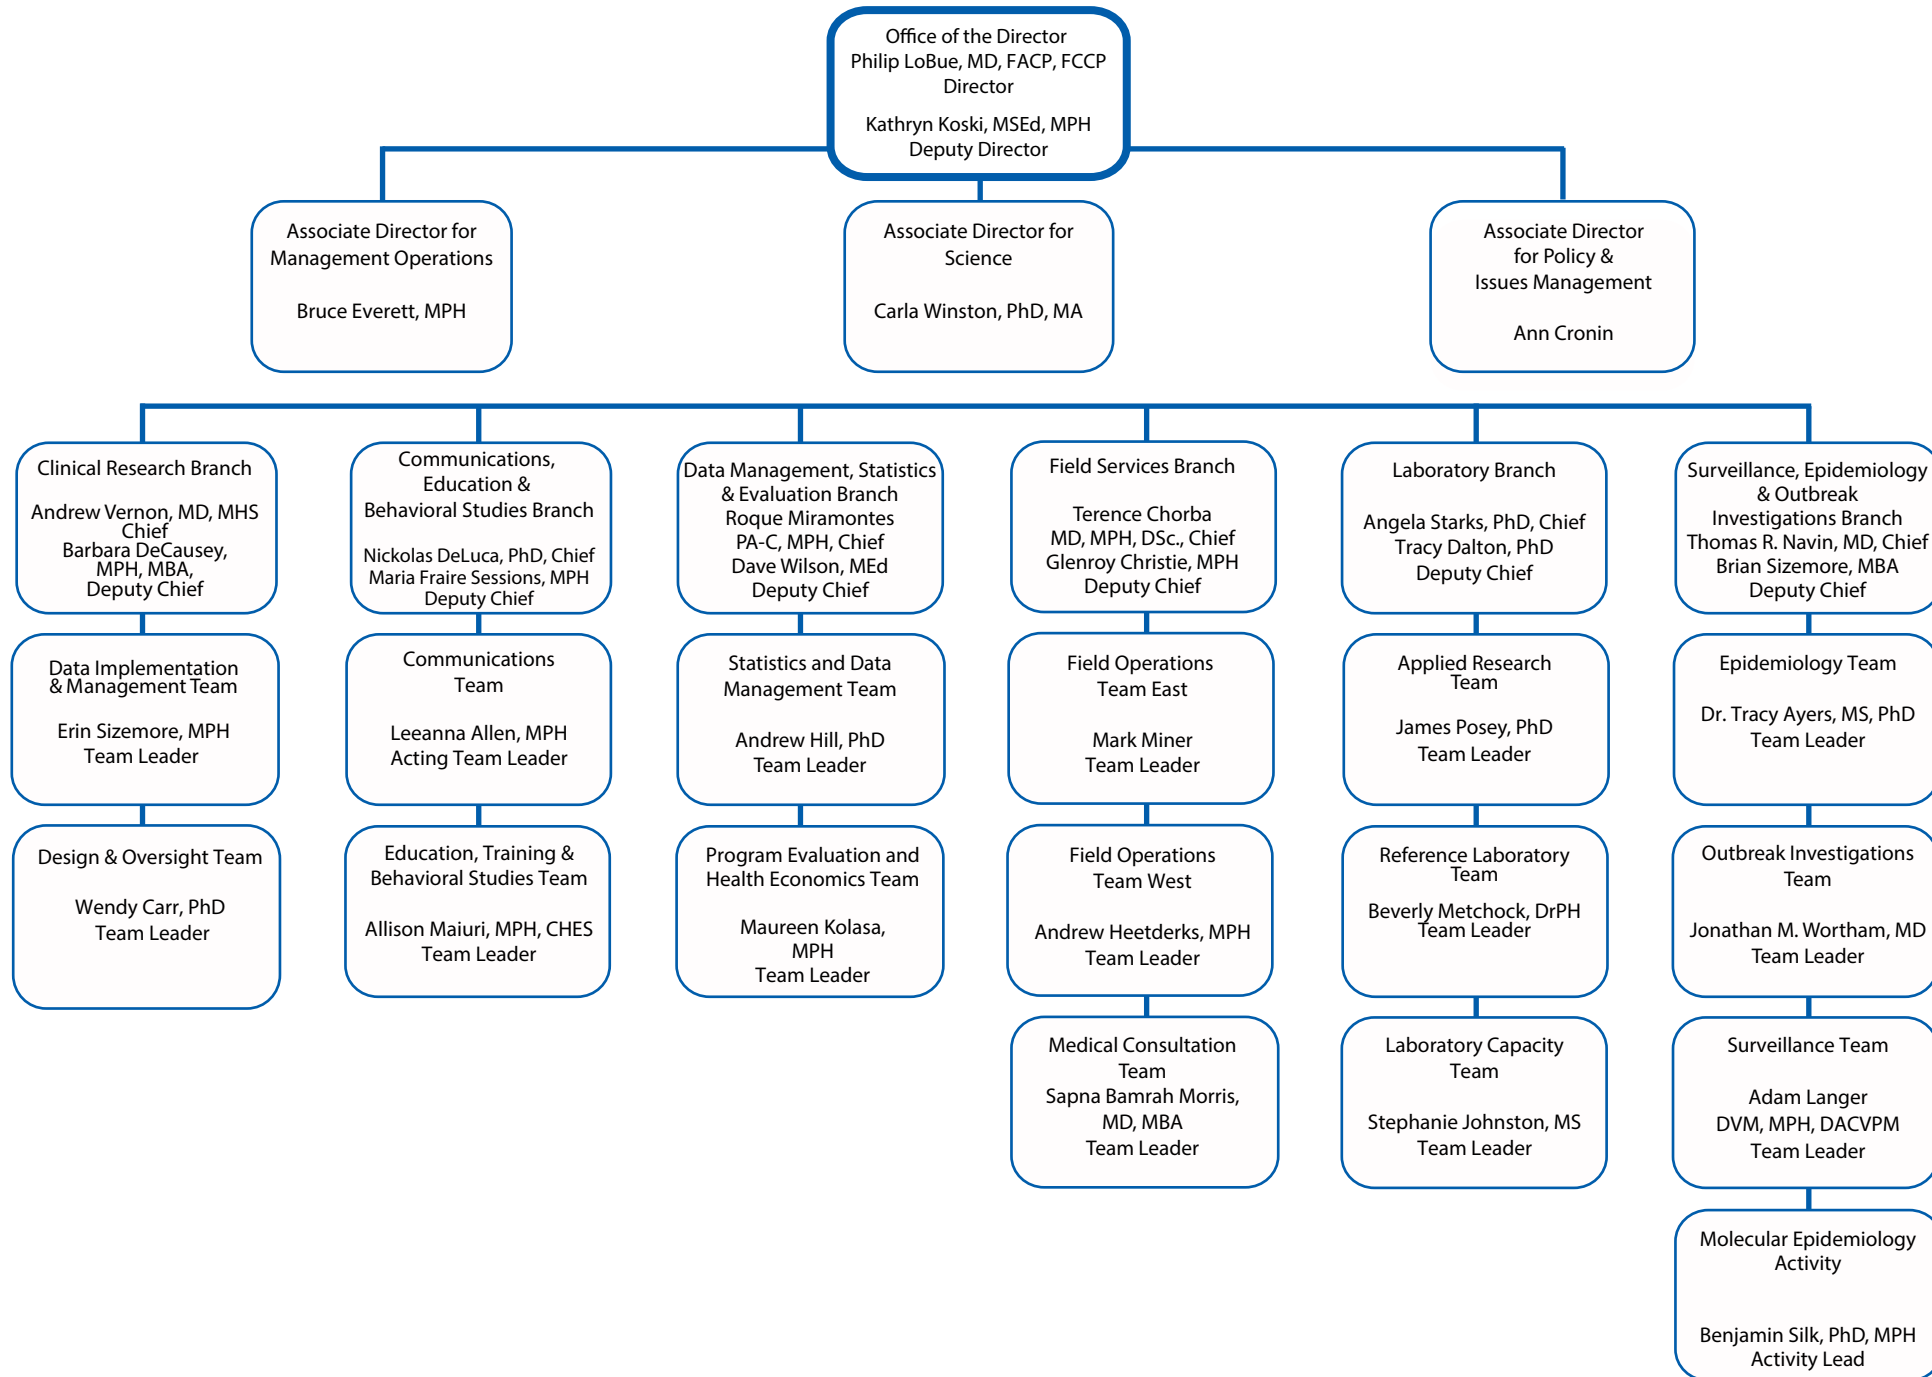 Office of the Director
Philip LoBue, MD, FACP, FCCP
Director
Kathryn Koski, MSEd, MPH
Deputy Director
Associate Director for
Management Operations
Bruce Everett, MPH
Associate Director for
Science
Carla Winston, PhD, MA
Associate Director
for Policy &
Issues Management
Ann Cronin
Clinical Research Branch
Andrew Vernon, MD, MHS
Chief
Barbara DeCausey,
MPH, MBA,
Deputy Chief
Communications,
Education &
Behavioral Studies Branch
Nickolas DeLuca, PhD, Chief
Maria Fraire Sessions, MPH
Deputy Chief
Data Management, Statistics
& Evaluation Branch
Roque Miramontes
PA-C, MPH, Chief
Dave Wilson, MEd
Deputy Chief
Field Services Branch
Terence Chorba
MD, MPH, DSc., Chief
Glenroy Christie, MPH
Deputy Chief
Laboratory Branch
Angela Starks, PhD, Chief
Tracy Dalton, PhD
Deputy Chief
Surveillance, Epidemiology
& Outbreak
Investigations Branch
Thomas R. Navin, MD, Chief
Brian Sizemore, MBA
Deputy Chief
Data Implementation
& Management Team
Erin Sizemore, MPH
Team Leader
Communications
Team
Leeanna Allen, MPH
Acting Team Leader
Statistics and Data
Management Team
Andrew Hill, PhD
Team Leader
Field Operations
Team East
Mark Miner
Team Leader
Applied Research
Team
James Posey, PhD
Team Leader
Epidemiology Team
Dr. Tracy Ayers, MS, PhD
Team Leader
Design & Oversight Team
Wendy Carr, PhD
Team Leader
Education, Training &
Behavioral Studies Team
Allison Maiuri, MPH, CHES
Team Leader
Program Evaluation and
Health Economics Team
Maureen Kolasa,
MPH
Team Leader
Field Operations
Team West
Andrew Heetderks, MPH
Team Leader
Reference Laboratory
Team
Beverly Metchock, DrPH
Team Leader
Outbreak Investigations
Team
Jonathan M. Wortham, MD
Team Leader
Medical Consultation
Team
Sapna Bamrah Morris,
MD, MBA
Team Leader
Laboratory Capacity
Team
Stephanie Johnston, MS
Team Leader
Surveillance Team
Adam Langer
DVM, MPH, DACVPM
Team Leader
Molecular Epidemiology
Activity
Benjamin Silk, PhD, MPH
Activity Lead